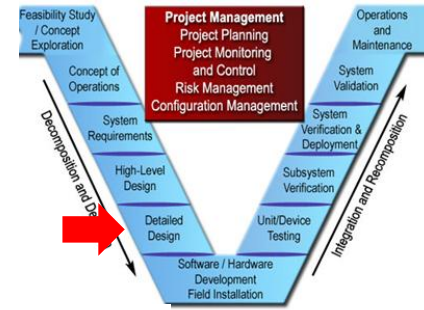 Feasibility Study
/ Concept
Exploration
Project Management
Project Planning
Project Monitoring
and Control
Risk Management
Configuration Management
Operations
and
Maintenance
Concept of
Operations
System
Validation
System
Requirements
System
Verification &
Deployment
High-Level
Design
Subsystem
Verification
Detailed
Design
Unit/Device
Testing
Software / Hardware
Development
Field Installation
Decomposition and
Integration and Recomposition